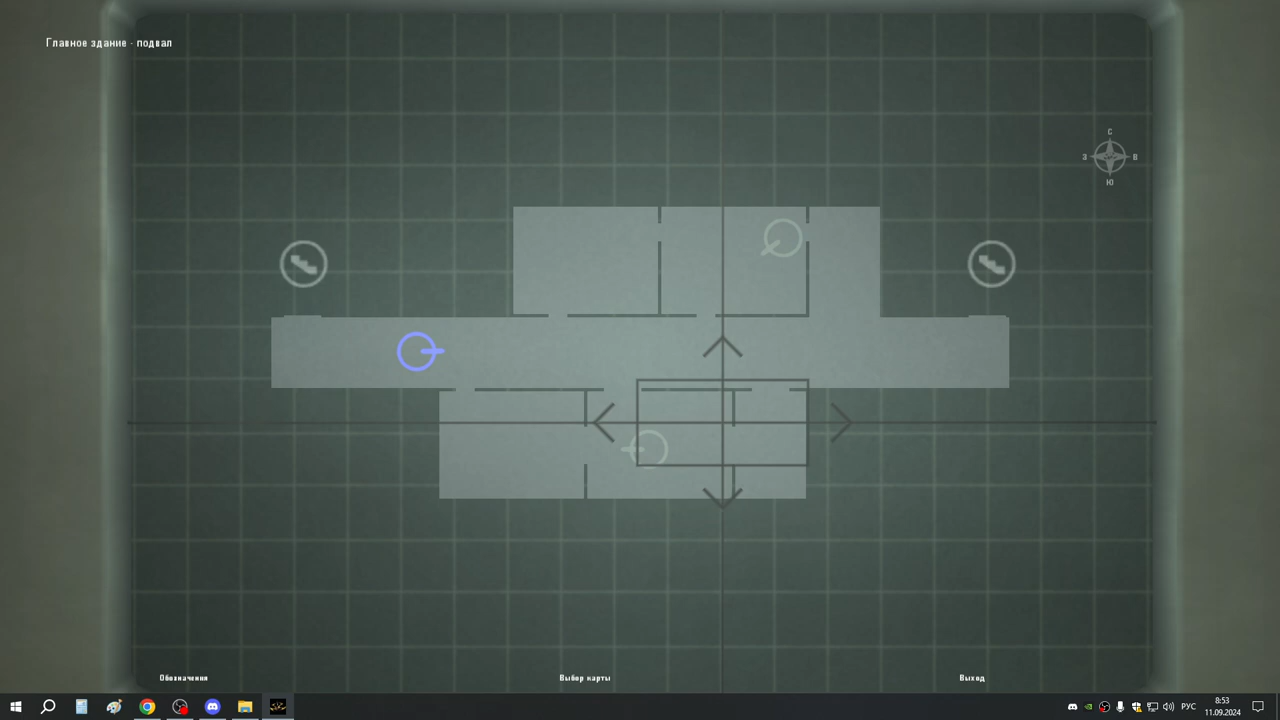 Главное здание - подвал
С
З
В
Ю
Обозначения
Выбор карты
Выход
РУС
8:53
11.09.2024